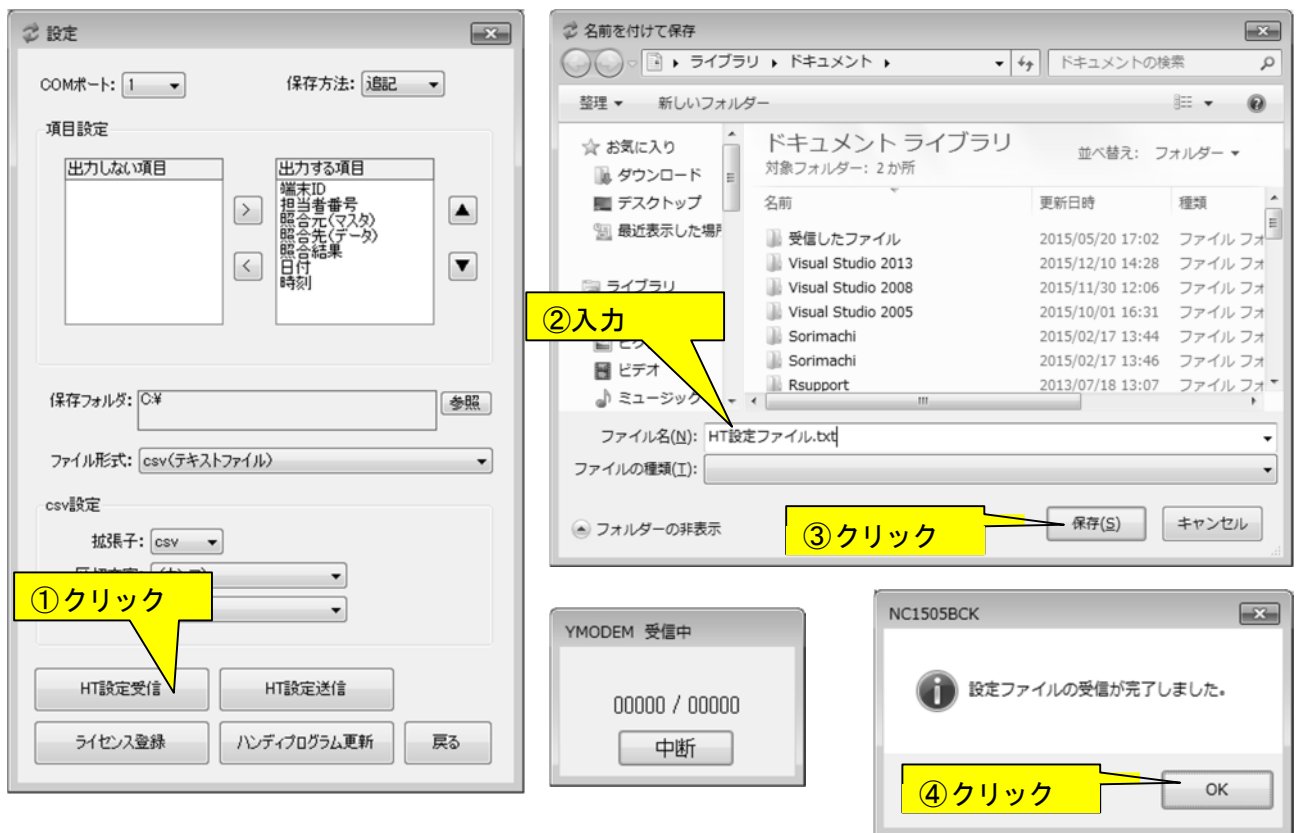 設定
COMポート: 1
保存方法: 追記
項目設定
出力しない項目
出力する項目
端末ID
担当者番号
照合元(マスタ)
照合先(データ)
照合結果
日付
時刻
>
<
▲
▼
保存フォルダ: C:¥
参照
ファイル形式: csv(テキストファイル)
csv設定
拡張子: csv
①クリック
HT設定受信
HT設定送信
ライセンス登録
ハンディプログラム更新
戻る
名前を付けて保存
ライブラリ ▸ ドキュメント ▸
ドキュメントの検索
整理 ▼ 新しいフォルダー
お気に入り
ダウンロード
デスクトップ
最近表示した場所
ライブラリ
ビデオ
ミュージック
ドキュメント ライブラリ
対象フォルダー: 2 か所
並べ替え: フォルダー ▼
名前 更新日時 種類
受信したファイル 2015/05/20 17:02 ファイル フォ
Visual Studio 2013 2015/12/10 14:28 ファイル フォ
Visual Studio 2008 2015/11/30 12:06 ファイル フォ
Visual Studio 2005 2015/10/01 16:31 ファイル フォ
Sorimachi 2015/02/17 13:44 ファイル フォ
Sorimachi 2015/02/17 13:46 ファイル フォ
Rsupport 2013/07/18 13:07 ファイル フォ
②入力
ファイル名(N): HT設定ファイル.txt
ファイルの種類(T):
フォルダーの非表示
③クリック
保存(S)
キャンセル
YMODEM 受信中
00000 / 00000
中断
NC1505BCK
設定ファイルの受信が完了しました。
④クリック
OK